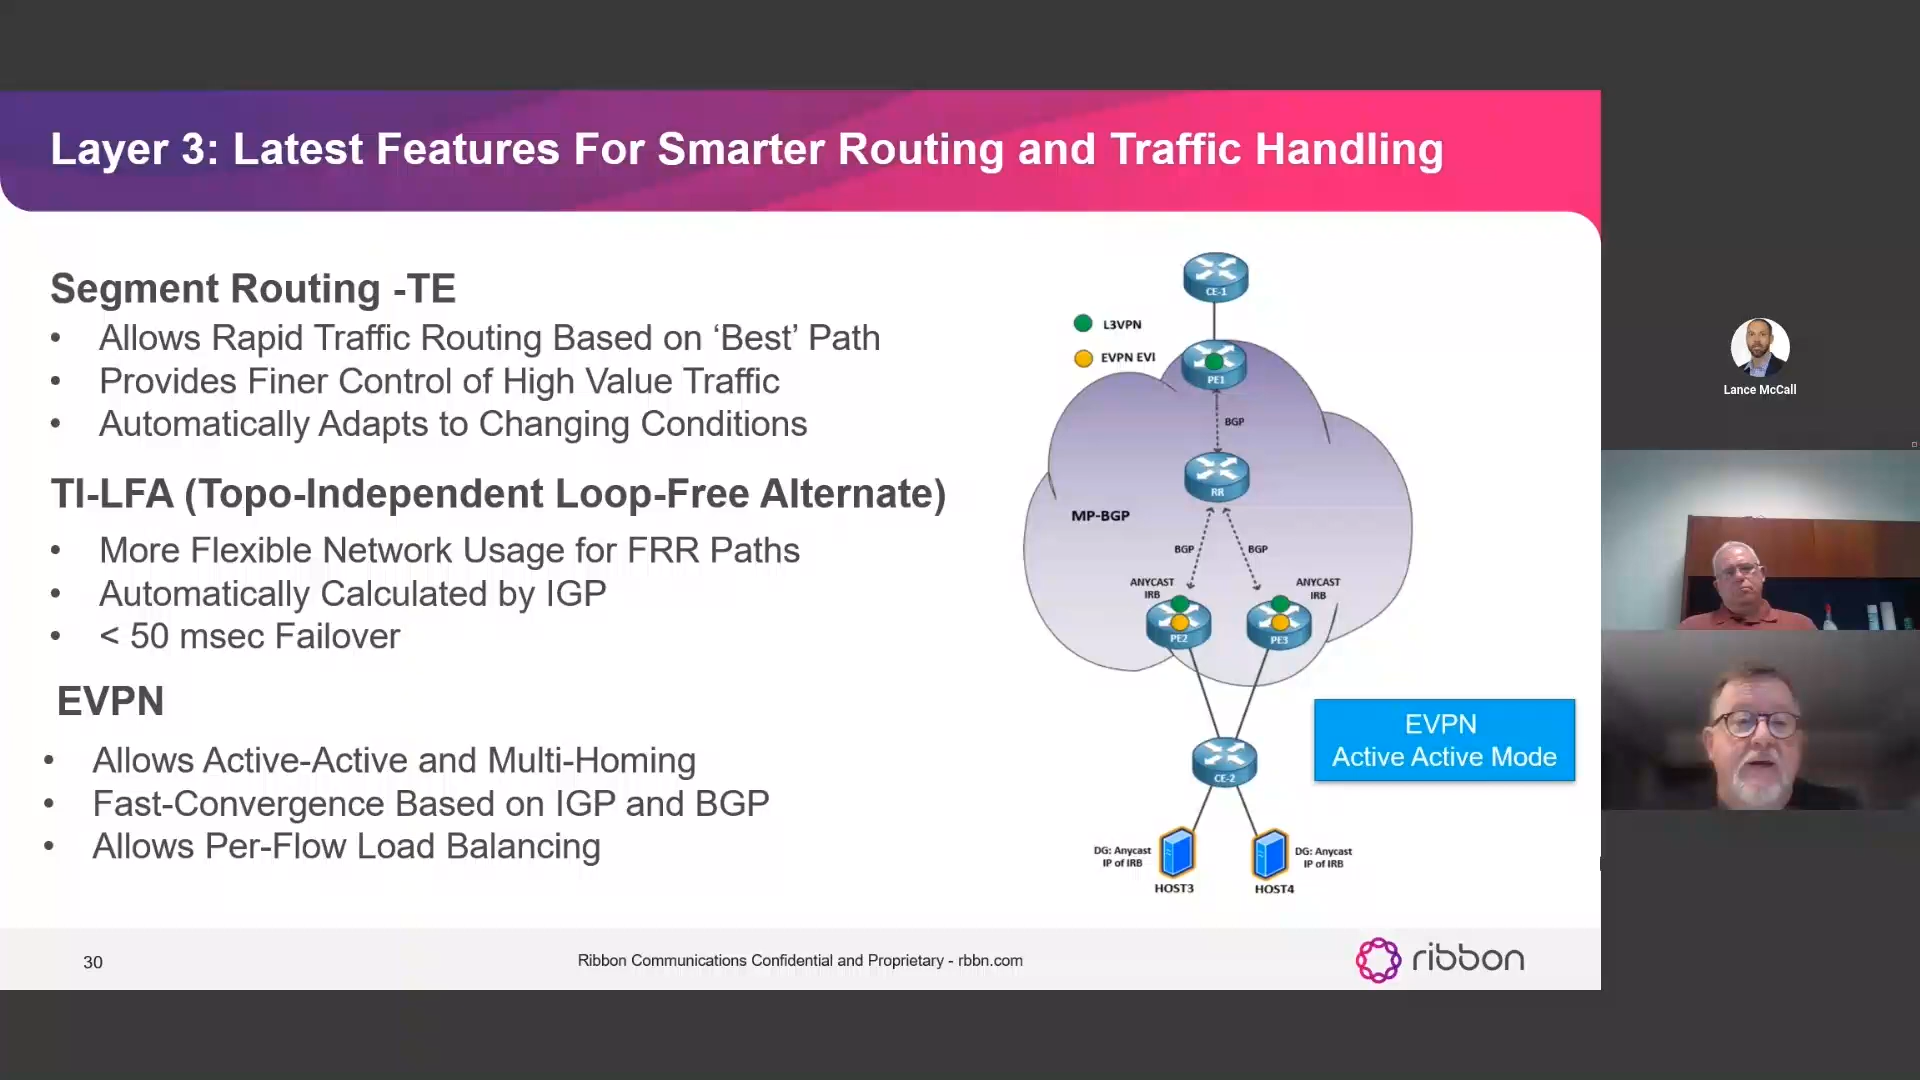 Layer 3: Latest Features For Smarter Routing and Traffic Handling
Segment Routing -TE
• Allows Rapid Traffic Routing Based on ‘Best’ Path
• Provides Finer Control of High Value Traffic
• Automatically Adapts to Changing Conditions
TI-LFA (Topo-Independent Loop-Free Alternate)
• More Flexible Network Usage for FRR Paths
• Automatically Calculated by IGP
• < 50 msec Failover
EVPN
• Allows Active-Active and Multi-Homing
• Fast-Convergence Based on IGP and BGP
• Allows Per-Flow Load Balancing
CE-1
L3VPN
EVPN EVI
PE1
BGP
RR
MP-BGP
BGP
BGP
ANYCAST
IRB
ANYCAST
IRB
PE2
PE3
EVPN
Active Active Mode
CE-2
DG: Anycast
IP of IRB
DG: Anycast
IP of IRB
HOST3
HOST4
30
Ribbon Communications Confidential and Proprietary - rbbn.com
ribbon
Lance McCall